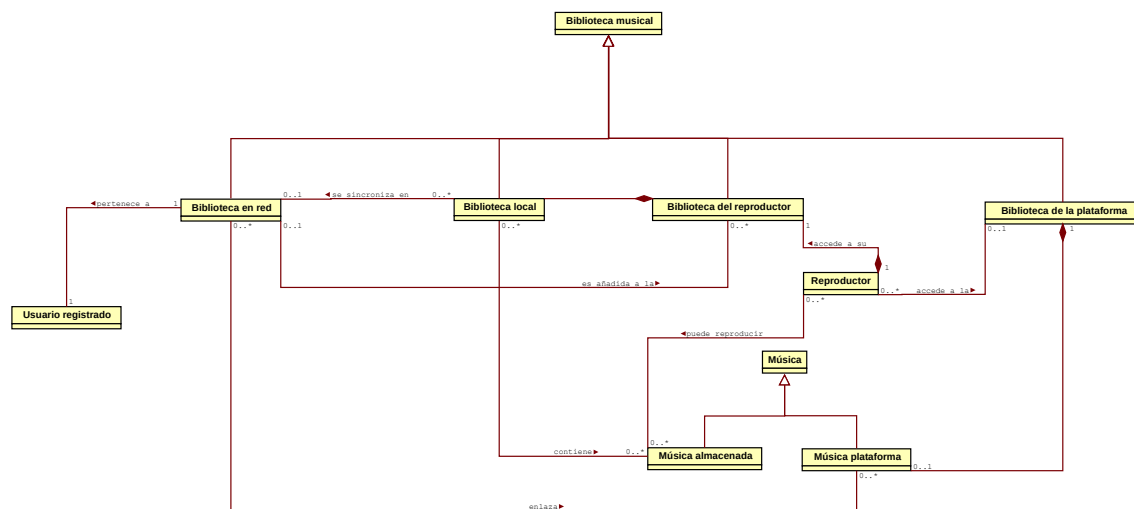 Biblioteca musical
0..1
◄se sincroniza en
0..*
◄pertenece a
1
Biblioteca en red
Biblioteca local
Biblioteca del reproductor
Biblioteca de la plataforma
0..*
0..1
0..*
1
0..*
0..1
1
◄accede a su
1
Reproductor
es añadida a la►
0..*
accede a la►
1
0..*
Usuario registrado
◄puede reproducir
Música
0..*
contiene►
0..*
Música almacenada
Música plataforma
0..1
0..*
enlaza►